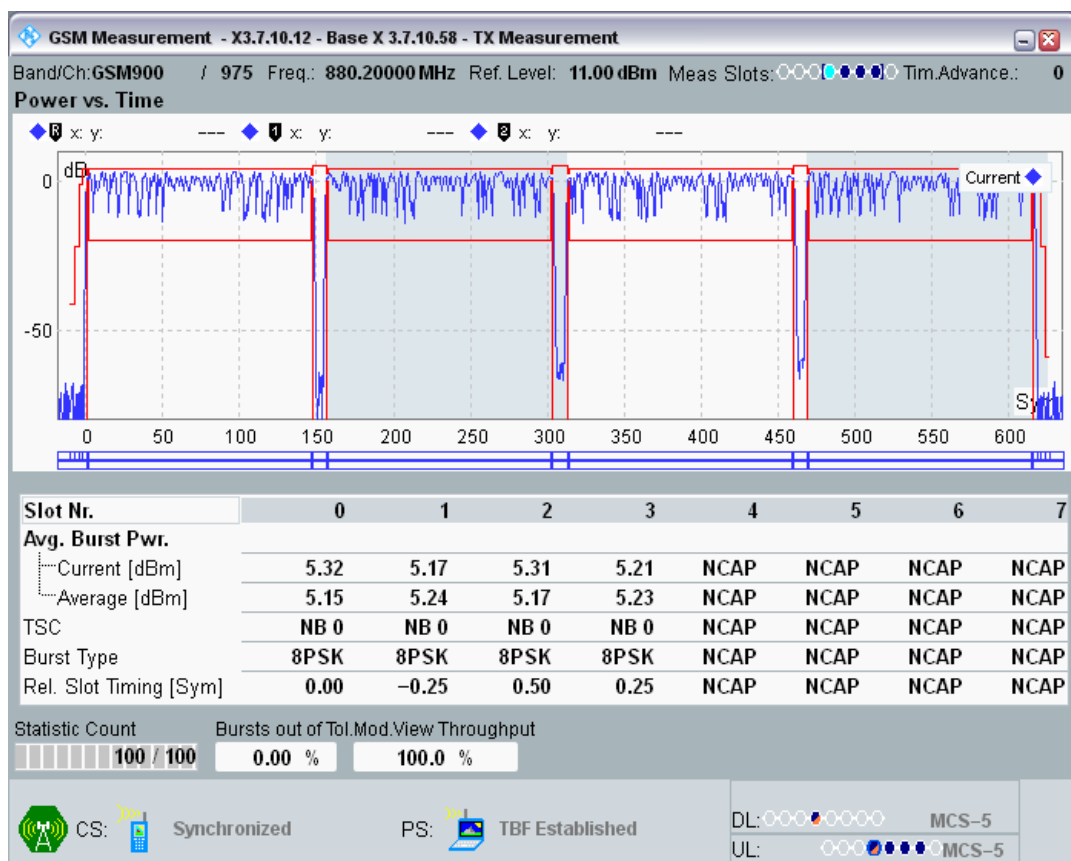 GSM Measurement - X3.7.10.12 - Base X 3.7.10.58 - TX Measurement
Band/Ch:GSM900 / 975 Freq.: 880.20000 MHz Ref. Level: 11.00 dBm Meas Slots: Tim.Advance.: 0
Power vs. Time
R x: y: --- 1 x: y: --- 2 x: y: ---
dB
Current
0
-50
0 50 100 150 200 250 300 350 400 450 500 550 600
Slot Nr. 0 1 2 3 4 5 6 7
Avg. Burst Pwr.
Current [dBm] 5.32 5.17 5.31 5.21 NCAP NCAP NCAP NCAP
Average [dBm] 5.15 5.24 5.17 5.23 NCAP NCAP NCAP NCAP
TSC NB 0 NB 0 NB 0 NB 0 NCAP NCAP NCAP NCAP
Burst Type 8PSK 8PSK 8PSK 8PSK NCAP NCAP NCAP NCAP
Rel. Slot Timing [Sym] 0.00 −0.25 0.50 0.25 NCAP NCAP NCAP NCAP
Statistic Count Bursts out of Tol.Mod.View Throughput
100 / 100 0.00 % 100.0 %
CS: Synchronized PS: TBF Established
DL: MCS−5
UL: MCS−5